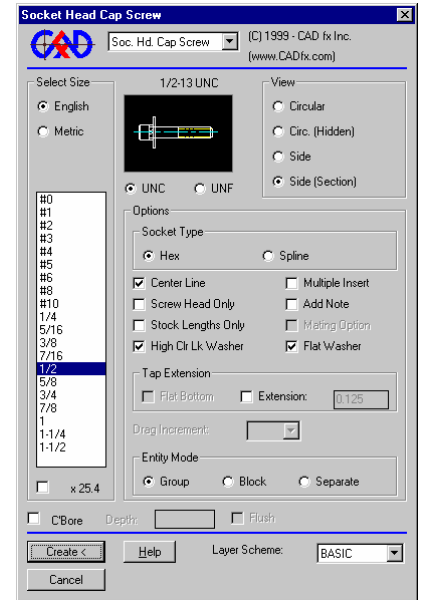 Socket Head Cap Screw
CAD
Soc. Hd. Cap Screw
(C) 1999 - CAD fx Inc.
(www.CADfx.com)
Select Size
English
Metric
1/2-13 UNC
UNC
UNF
View
Circular
Circ. (Hidden)
Side
Side (Section)
#0
#1
#2
#3
#4
#5
#6
#8
#10
1/4
5/16
3/8
7/16
1/2
5/8
3/4
7/8
1
1-1/4
1-1/2
x 25.4
Options
Socket Type
Hex
Spline
Center Line
Multiple Insert
Screw Head Only
Add Note
Stock Lengths Only
Mating Option
High Clr Lk Washer
Flat Washer
Tap Extension
Flat Bottom
Extension:
0.125
Drag Increment:
Entity Mode
Group
Block
Separate
C'Bore
Depth:
Flush
Create <
Help
Layer Scheme:
BASIC
Cancel